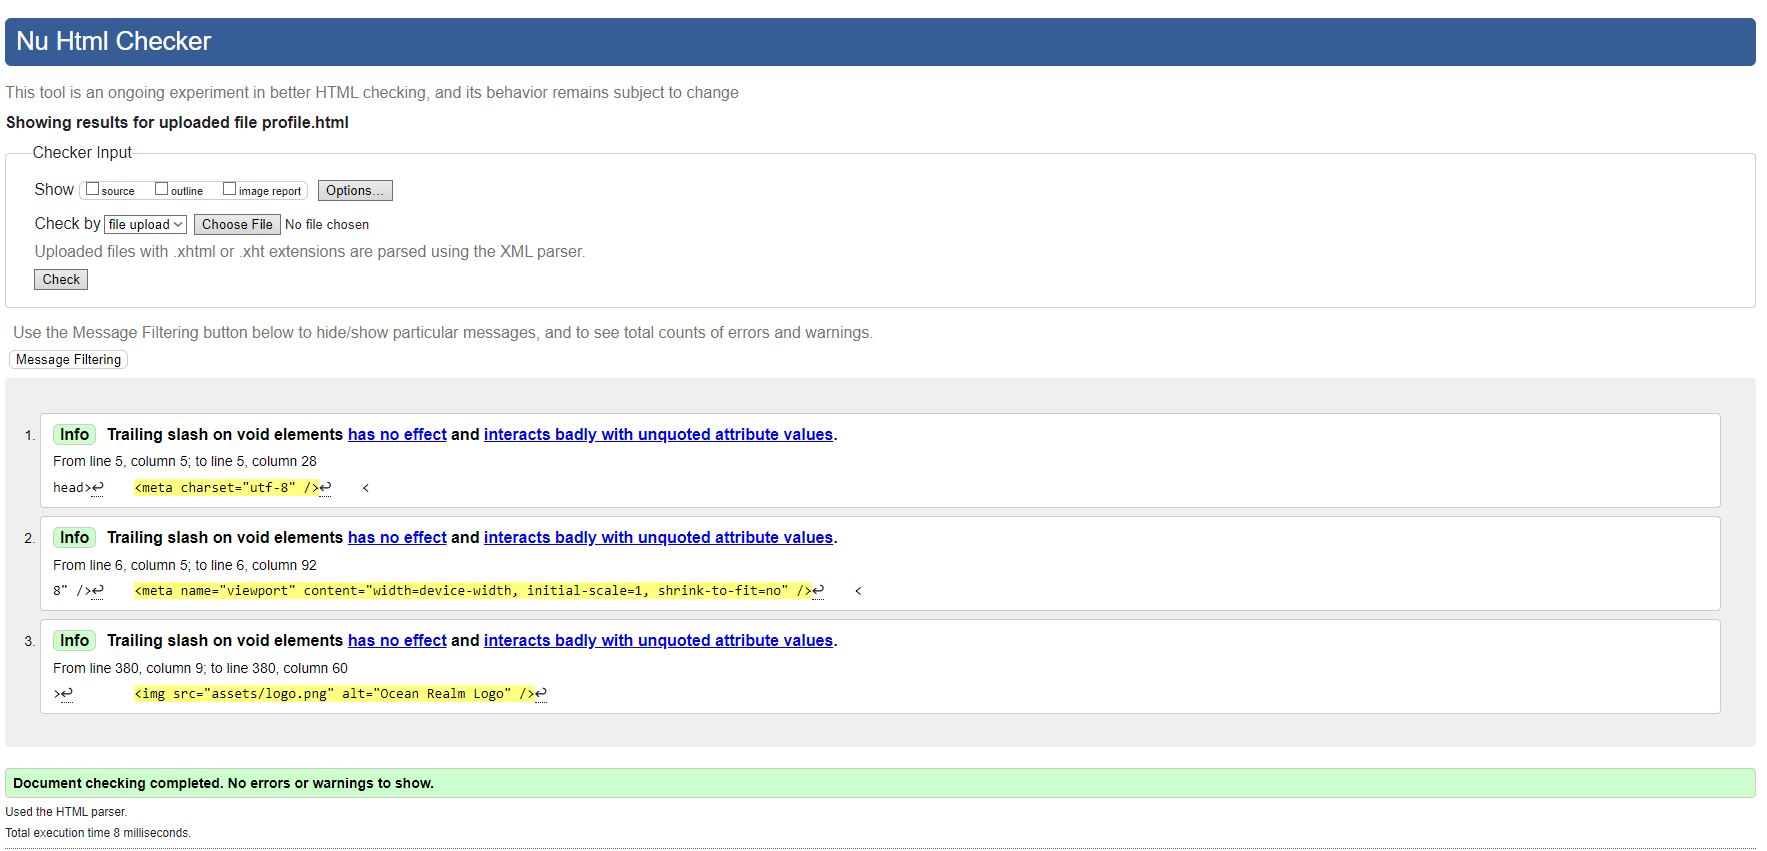 Nu Html Checker
This tool is an ongoing experiment in better HTML checking, and its behavior remains subject to change
Showing results for uploaded file profile.html
Checker Input
Show source outline image report Options...
Check by file upload Choose File No file chosen
Uploaded files with .xhtml or .xht extensions are parsed using the XML parser.
Check
Use the Message Filtering button below to hide/show particular messages, and to see total counts of errors and warnings.
Message Filtering
1. Info Trailing slash on void elements has no effect and interacts badly with unquoted attribute values.
From line 5, column 5; to line 5, column 28
head>↩ <meta charset="utf-8" />↩ <
2. Info Trailing slash on void elements has no effect and interacts badly with unquoted attribute values.
From line 6, column 5; to line 6, column 92
8" />↩ <meta name="viewport" content="width=device-width, initial-scale=1, shrink-to-fit=no" />↩ <
3. Info Trailing slash on void elements has no effect and interacts badly with unquoted attribute values.
From line 380, column 9; to line 380, column 60
>↩ <img src="assets/logo.png" alt="Ocean Realm Logo" />↩
Document checking completed. No errors or warnings to show.
Used the HTML parser.
Total execution time 8 milliseconds.